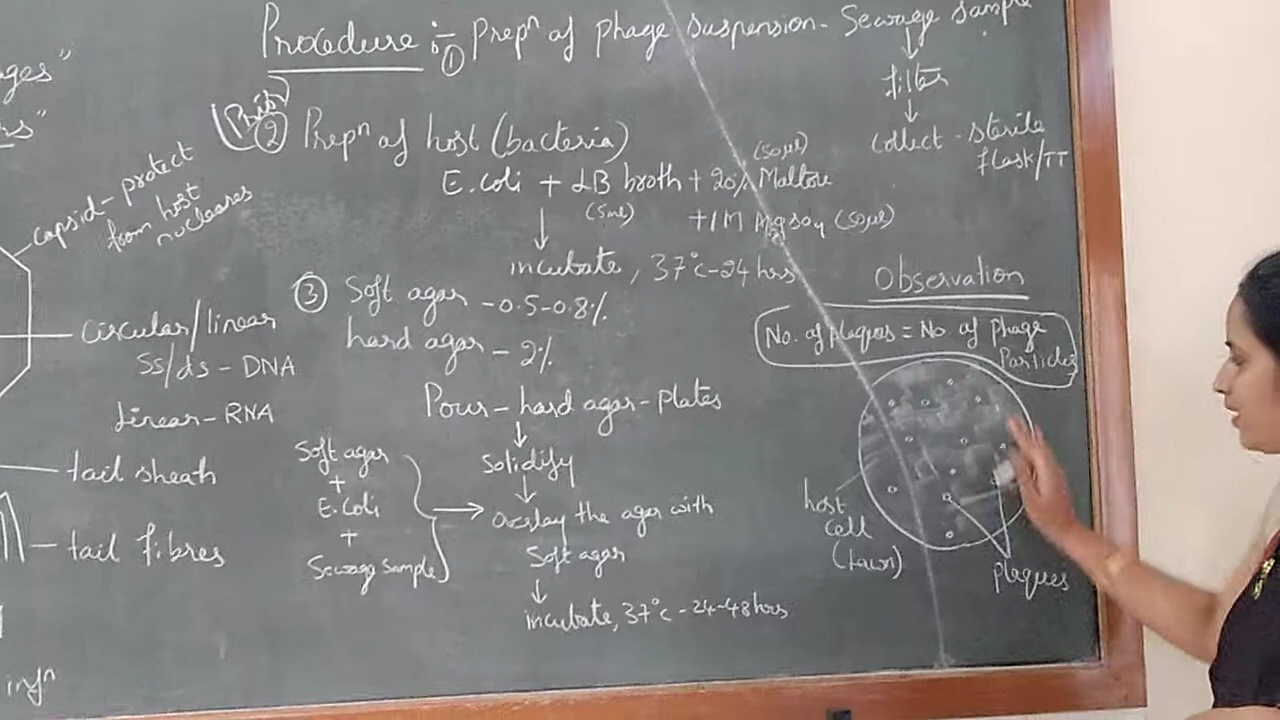 ages"
rs"
capsid - protect
from host
nucleases
circular/linear
ss/ds - DNA
Linear - RNA
tail sheath
tail fibres
infn
Procedure :- ① Prepn of phage suspension - Sewage sample
↓
filter
↓
Collect - sterile
flask/TT
② Prepn of host (bacteria)
E.coli + LB broth + 20% Maltose
(5ml)
(50µl)
+ 1M MgSO4 (50µl)
↓
incubate, 37°c - 24 hrs
③ Soft agar - 0.5-0.8%
hard agar - 2%
Pour - hard agar - plates
↓
Solidify
↓
Soft agar
+
E.Coli
+
Sewage sample
→ Overlay the agar with
Soft agar
↓
incubate, 37°c - 24-48 hrs
Observation
No. of plaques = No. of phage
Particles
host
cell
(Lawn)
plaques